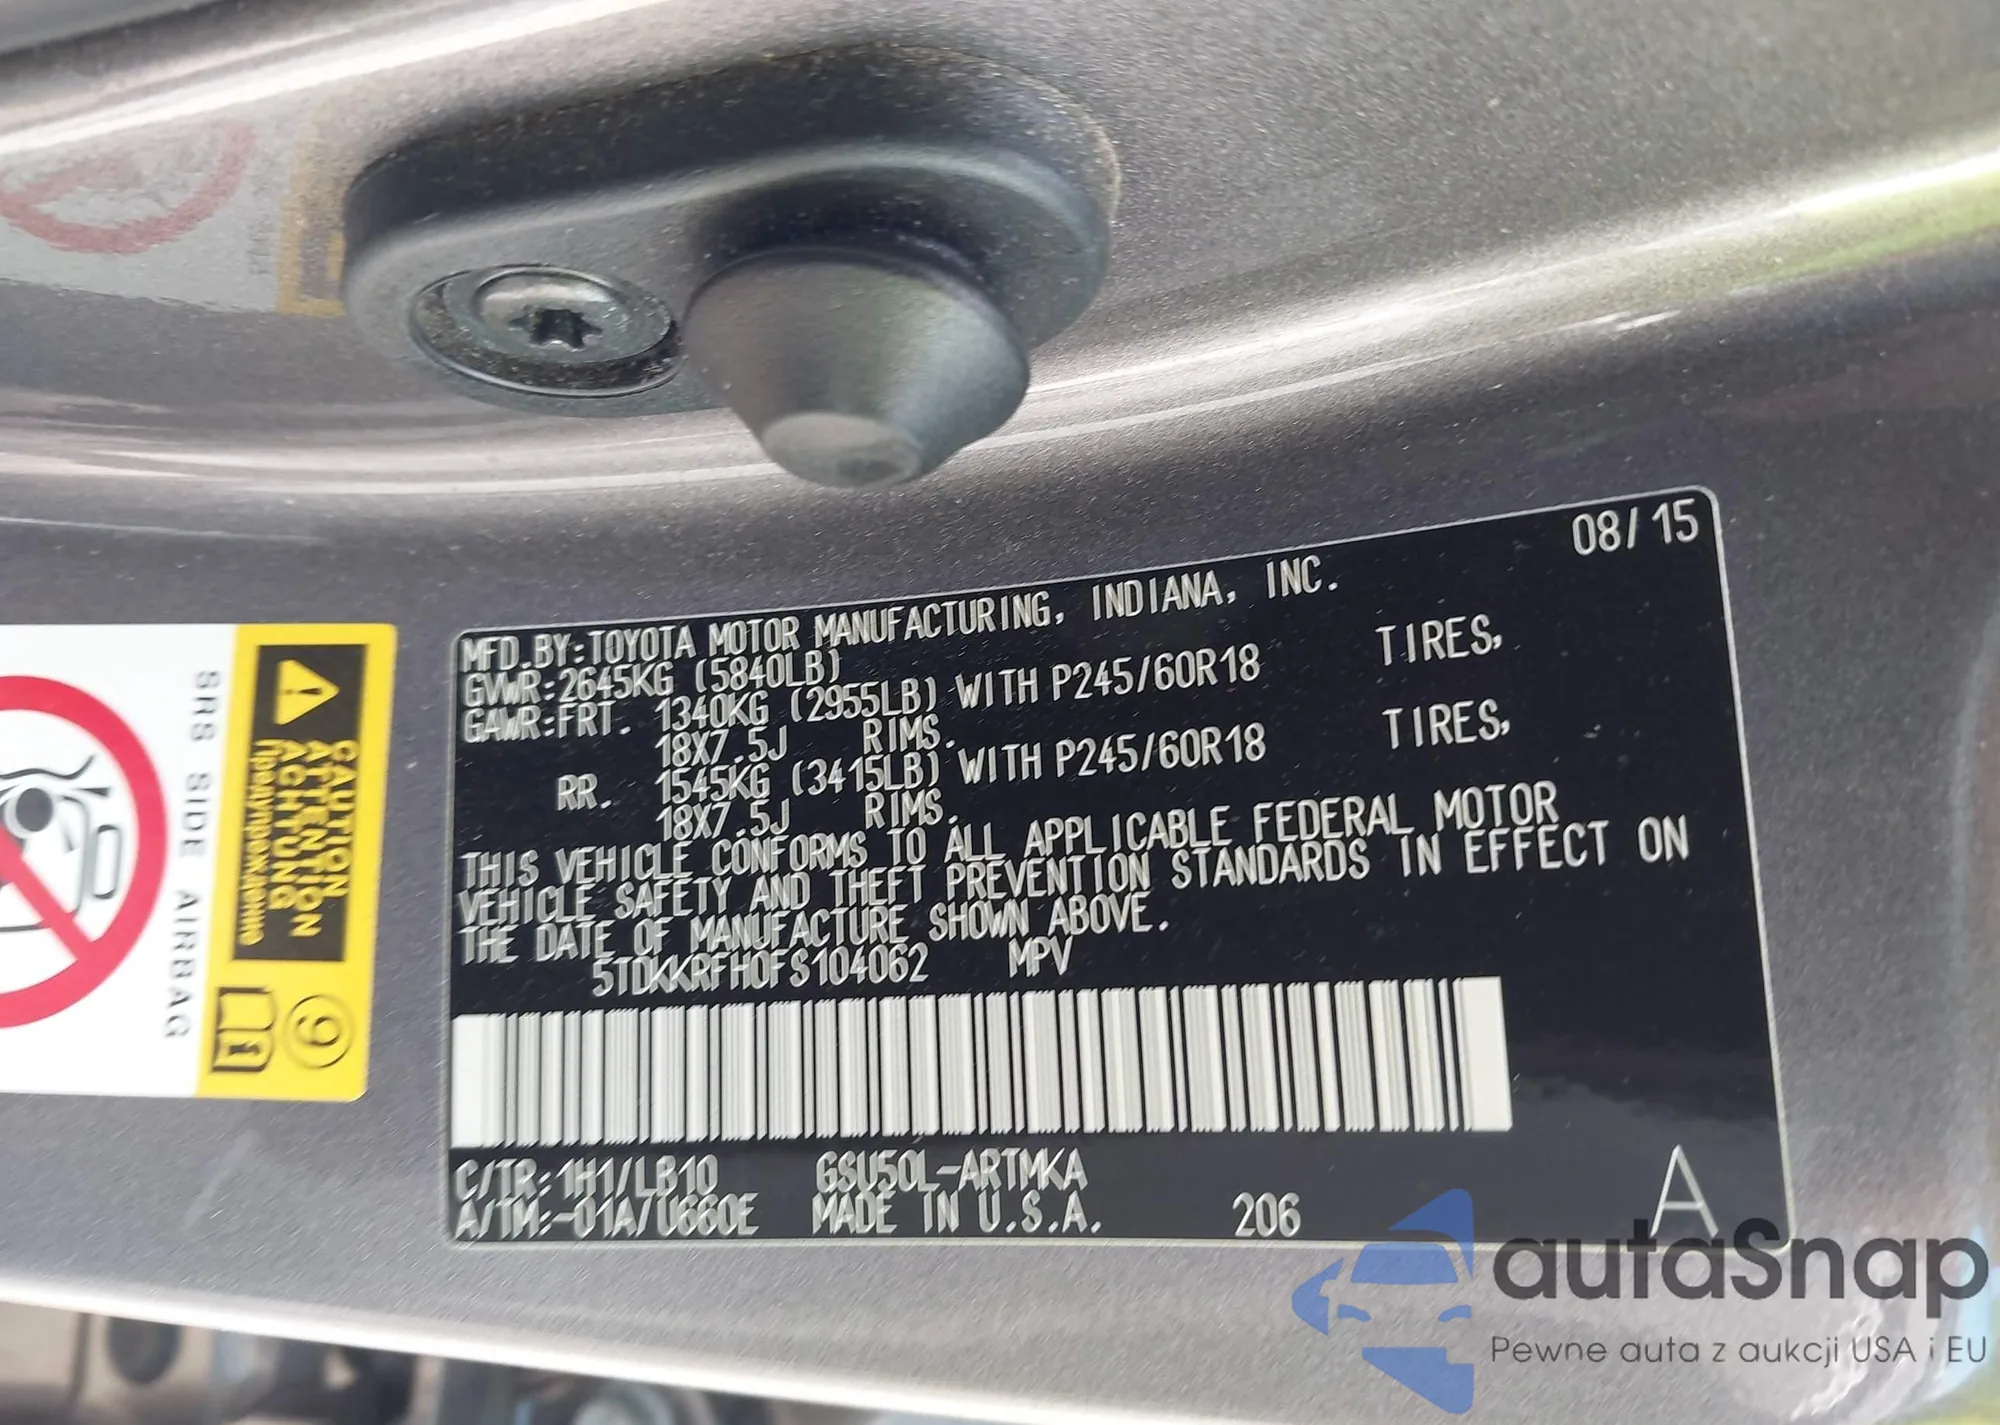 08/15
MFD.BY:TOYOTA MOTOR MANUFACTURING, INDIANA, INC.
GVWR:2645KG (5840LB)
GAWR:FRT. 1340KG (2955LB) WITH P245/60R18 TIRES,
18X7.5J RIMS.
RR. 1545KG (3415LB) WITH P245/60R18 TIRES,
18X7.5J RIMS.
THIS VEHICLE CONFORMS TO ALL APPLICABLE FEDERAL MOTOR
VEHICLE SAFETY AND THEFT PREVENTION STANDARDS IN EFFECT ON
THE DATE OF MANUFACTURE SHOWN ABOVE.
5TDKKRFH0FS104062 MPV
C/TR:1H1/LB10 GSU50L-ARTMKA
A/TM:-01A/U660E MADE IN U.S.A. 206 A
CAUTION
ATTENTION
ACHTUNG
Предупреждение
SRS SIDE AIRBAG
9
autaSnap
Pewne auta z aukcji USA i EU